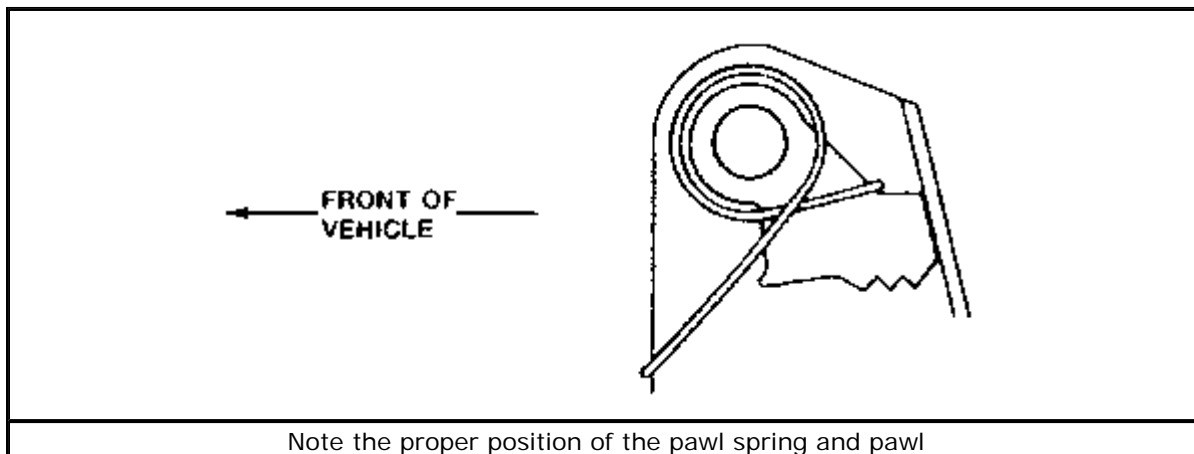 FRONT OF
VEHICLE
Note the proper position of the pawl spring and pawl